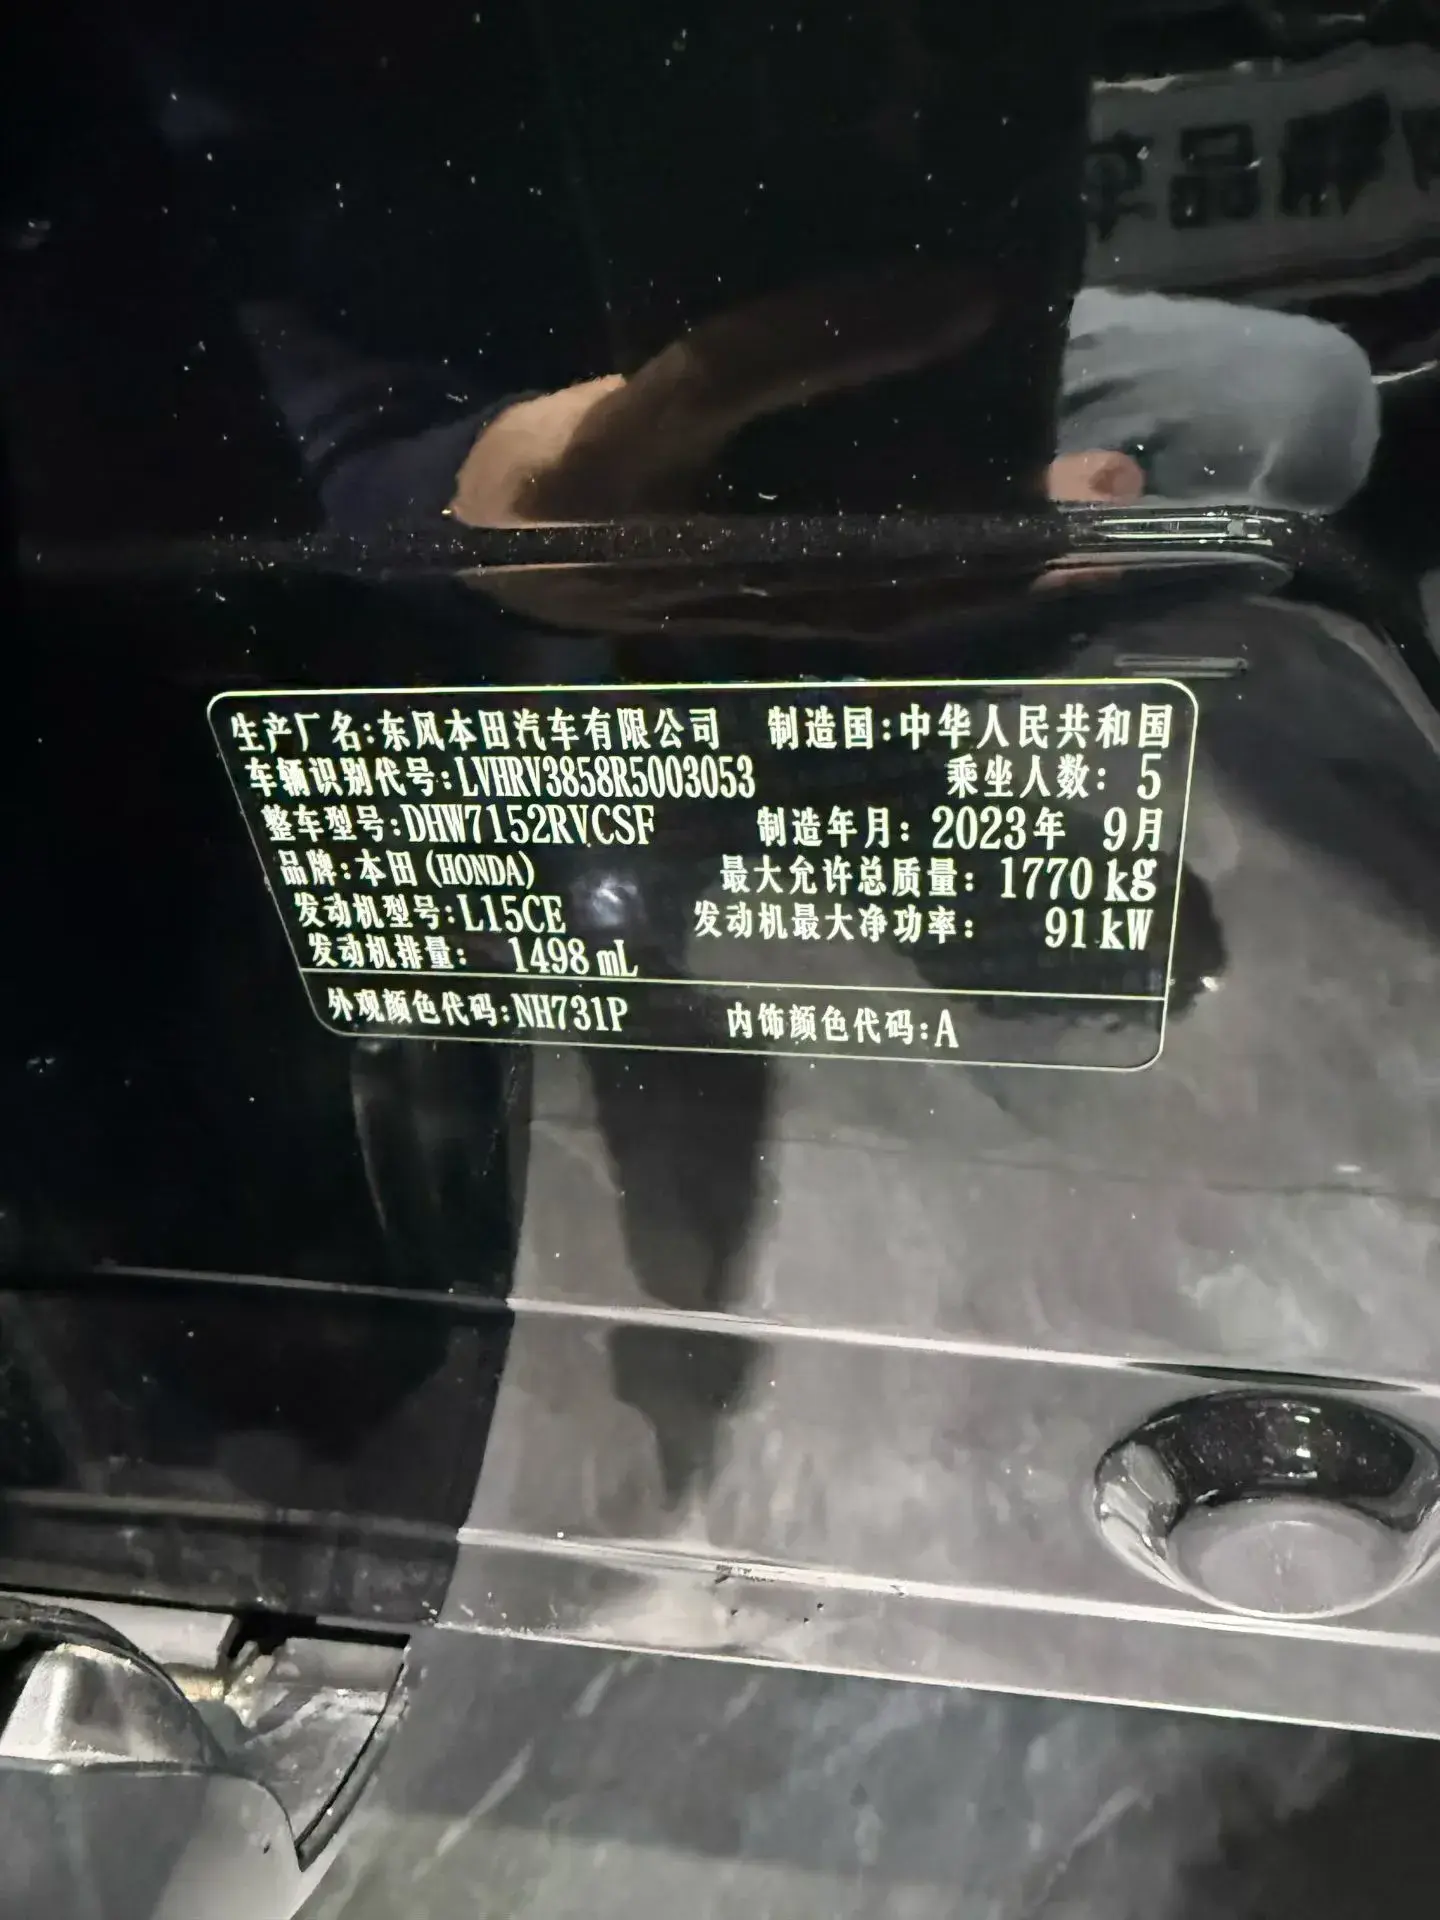 生产厂名:东风本田汽车有限公司 制造国:中华人民共和国
车辆识别代号:LVHRV3858R5003053 乘坐人数: 5
整车型号:DHW7152RVCSF 制造年月: 2023年 9月
品牌:本田(HONDA) 最大允许总质量: 1770 kg
发动机型号:L15CE 发动机最大净功率: 91 kW
发动机排量: 1498 mL
外观颜色代码:NH731P 内饰颜色代码:A